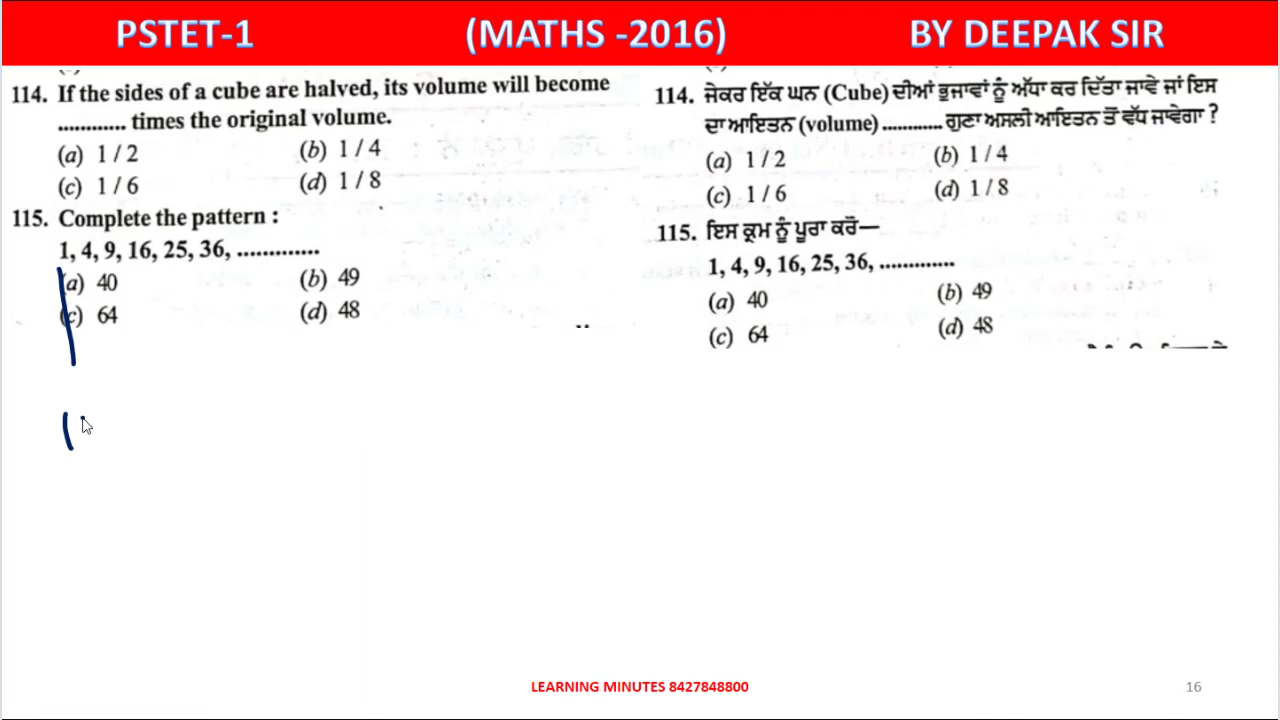 PSTET-1 (MATHS -2016) BY DEEPAK SIR
114. If the sides of a cube are halved, its volume will become
............ times the original volume.
(a) 1 / 2 (b) 1 / 4
(c) 1 / 6 (d) 1 / 8
115. Complete the pattern :
1, 4, 9, 16, 25, 36, .............
(a) 40 (b) 49
(c) 64 (d) 48
114. ਜੇਕਰ ਇੱਕ ਘਨ (Cube) ਦੀਆਂ ਭੁਜਾਵਾਂ ਨੂੰ ਅੱਧਾ ਕਰ ਦਿੱਤਾ ਜਾਵੇ ਜਾਂ ਇਸ
ਦਾ ਆਇਤਨ (volume) ............ ਗੁਣਾ ਅਸਲੀ ਆਇਤਨ ਤੋਂ ਵੱਧ ਜਾਵੇਗਾ ?
(a) 1 / 2 (b) 1 / 4
(c) 1 / 6 (d) 1 / 8
115. ਇਸ ਕ੍ਰਮ ਨੂੰ ਪੂਰਾ ਕਰੋ—
1, 4, 9, 16, 25, 36, .............
(a) 40 (b) 49
(c) 64 (d) 48
LEARNING MINUTES 8427848800
16